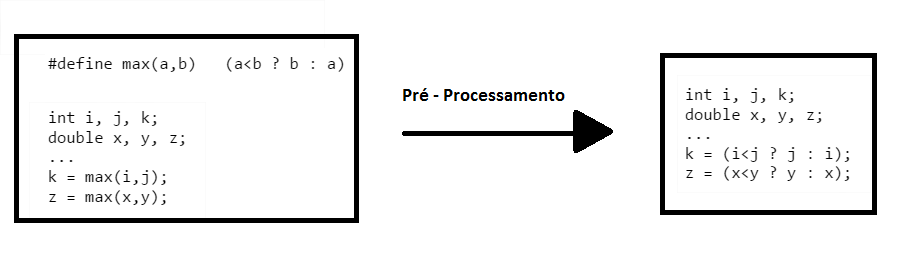 #define max(a,b)   (a<b ? b : a)
int i, j, k;
double x, y, z;
...
k = max(i,j);
z = max(x,y);
Pré - Processamento
int i, j, k;
double x, y, z;
...
k = (i<j ? j : i);
z = (x<y ? y : x);